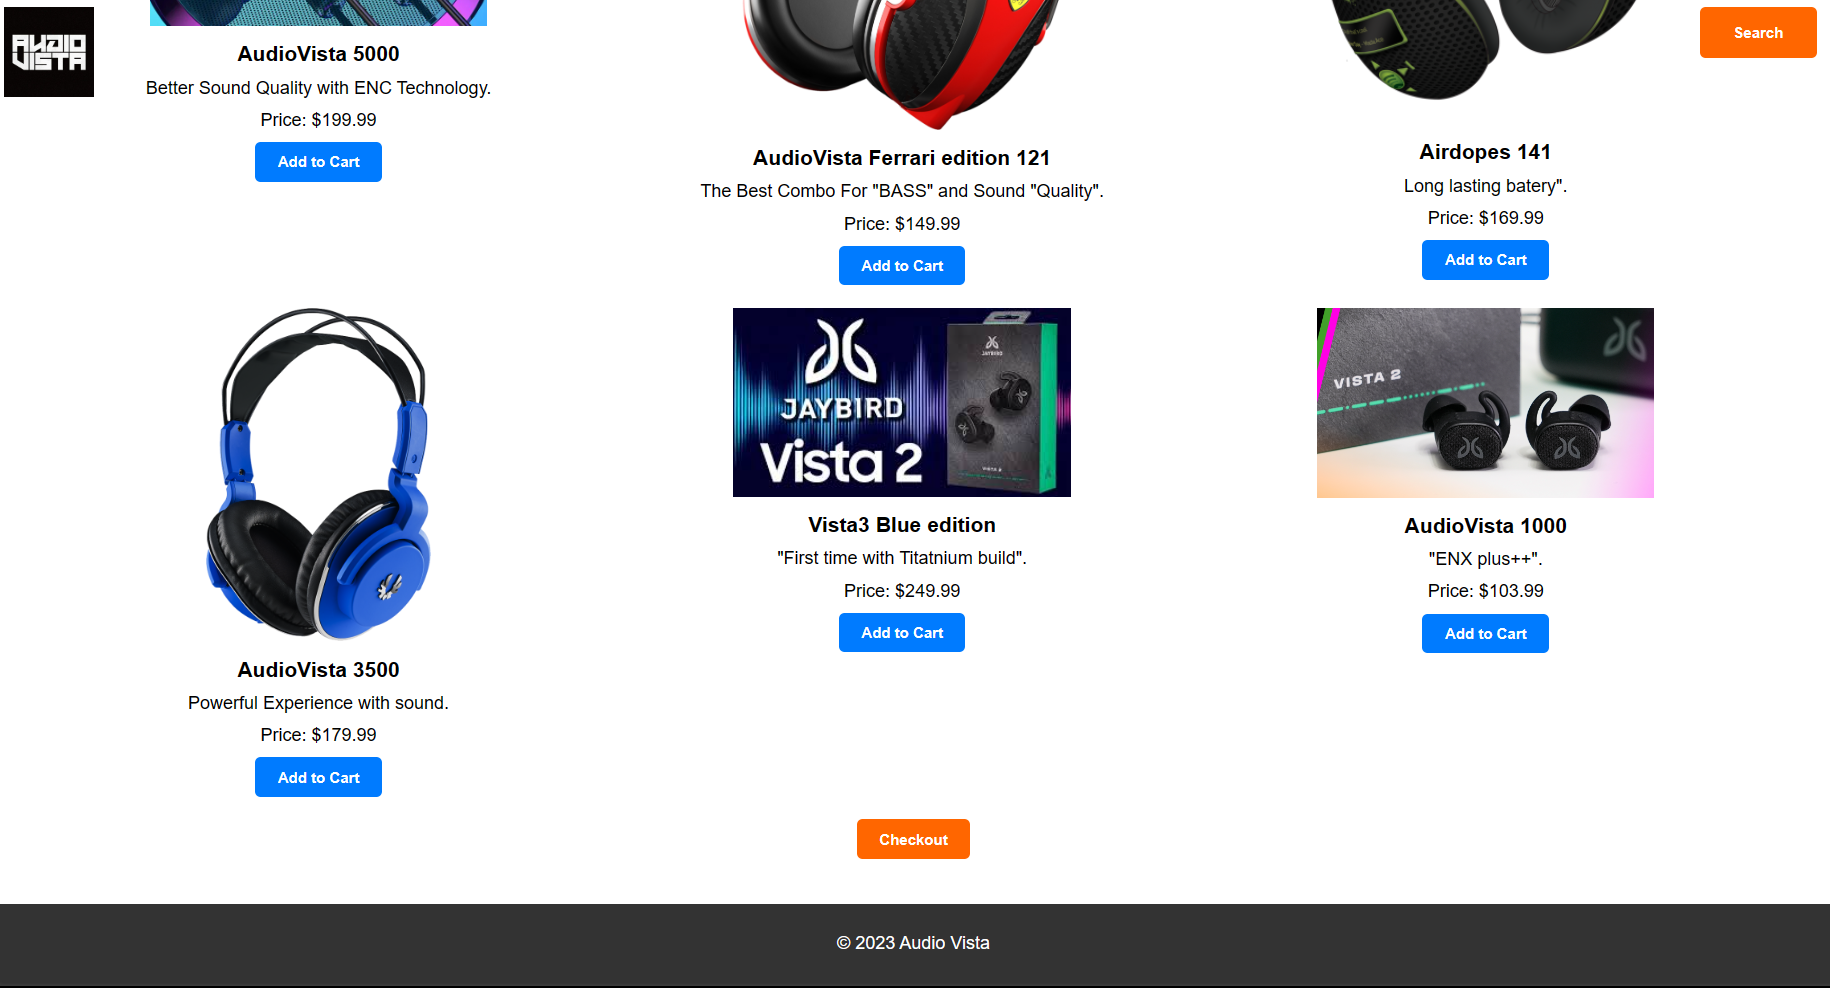 AUDIO
VISTA
Search
AudioVista 5000
Better Sound Quality with ENC Technology.
Price: $199.99
Add to Cart
AudioVista Ferrari edition 121
The Best Combo For "BASS" and Sound "Quality".
Price: $149.99
Add to Cart
Airdopes 141
Long lasting batery".
Price: $169.99
Add to Cart
AudioVista 3500
Powerful Experience with sound.
Price: $179.99
Add to Cart
JAYBIRD
Vista 2
JAYBIRD
VISTA 2
Vista3 Blue edition
"First time with Titatnium build".
Price: $249.99
Add to Cart
VISTA 2
AudioVista 1000
"ENX plus++".
Price: $103.99
Add to Cart
Checkout
© 2023 Audio Vista